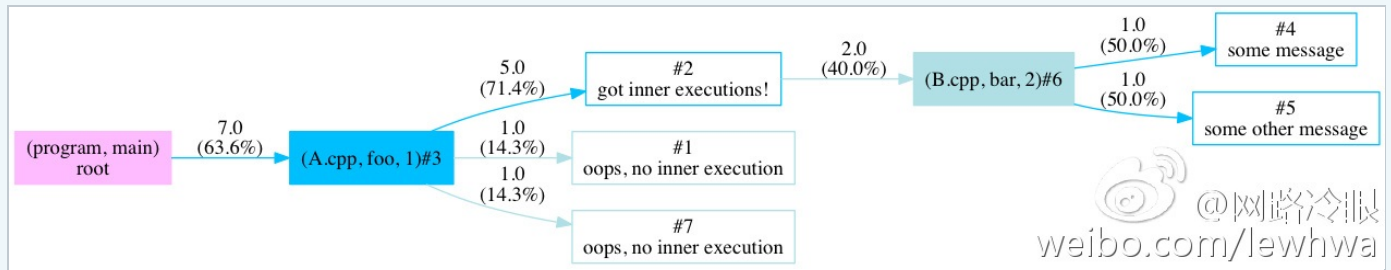 (program, main)
root
7.0
(63.6%)
(A.cpp, foo, 1)#3
5.0
(71.4%)
1.0
(14.3%)
1.0
(14.3%)
#2
got inner executions!
#1
oops, no inner execution
#7
oops, no inner execution
2.0
(40.0%)
(B.cpp, bar, 2)#6
1.0
(50.0%)
1.0
(50.0%)
#4
some message
#5
some other message
@网路冷眼
weibo.com/lewhwa